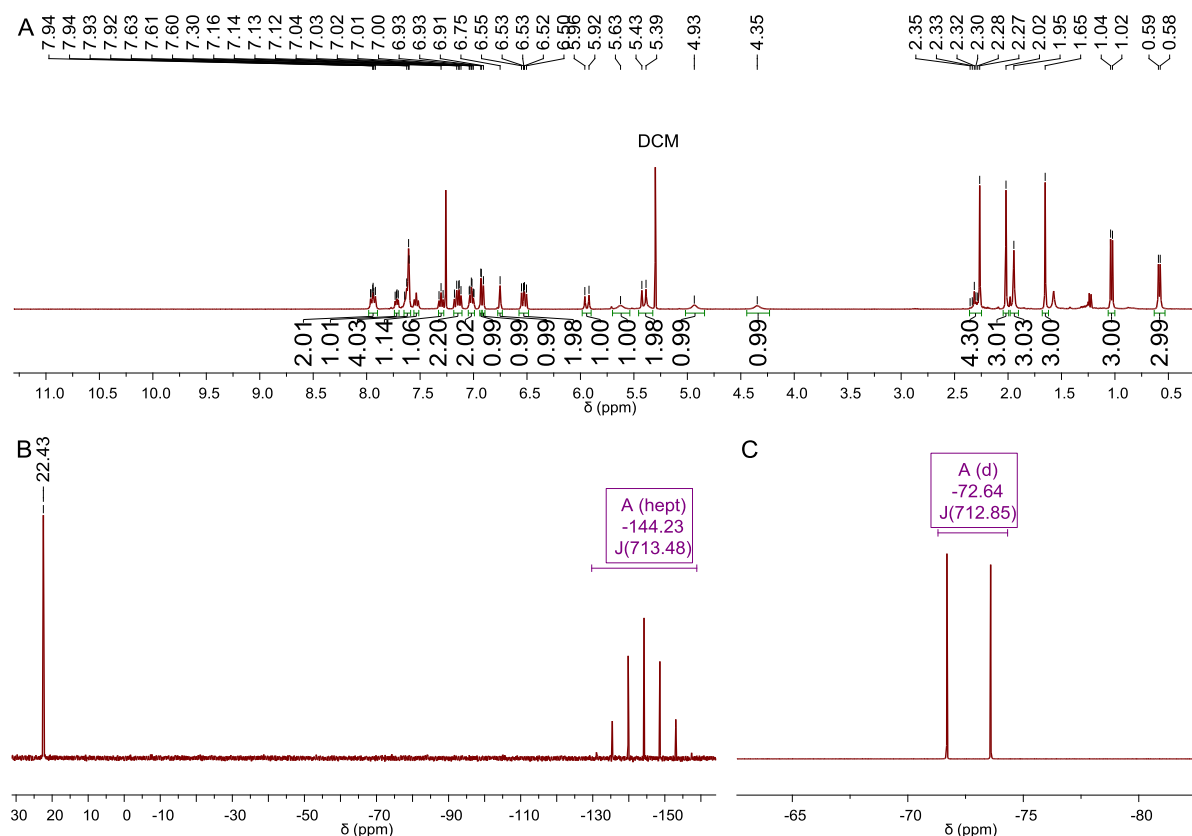 A
7.94 7.94 7.93 7.92 7.63 7.61 7.60 7.30 7.16 7.14 7.13 7.12 7.04 7.03 7.02 7.01 7.00 6.93 6.93 6.91 6.75 6.55 6.53 6.53 6.52 6.50 5.96 5.92 5.63 5.43 5.39 4.93 4.35 2.35 2.33 2.32 2.30 2.28 2.27 2.02 1.95 1.65 1.04 1.02 0.59 0.58
DCM
2.01 1.01 4.03 1.14 1.06 2.20 2.02 0.99 0.99 0.99 1.98 1.00 1.00 1.98 0.99 0.99 4.30 3.01 3.03 3.00 3.00 2.99
11.0 10.5 10.0 9.5 9.0 8.5 8.0 7.5 7.0 6.5 6.0 5.5 5.0 4.5 4.0 3.5 3.0 2.5 2.0 1.5 1.0 0.5
δ (ppm)
B
22.43
A (hept)
-144.23
J(713.48)
30 20 10 0 -10 -30 -50 -70 -90 -110 -130 -150
δ (ppm)
C
A (d)
-72.64
J(712.85)
-65 -70 -75 -80
δ (ppm)